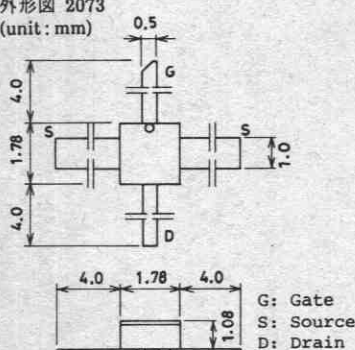 外形図 2073
(unit: mm)
0.5
G
4.0
1.78
4.0
S
S
1.0
D
4.0
1.78
4.0
1.08
G: Gate
S: Source
D: Drain